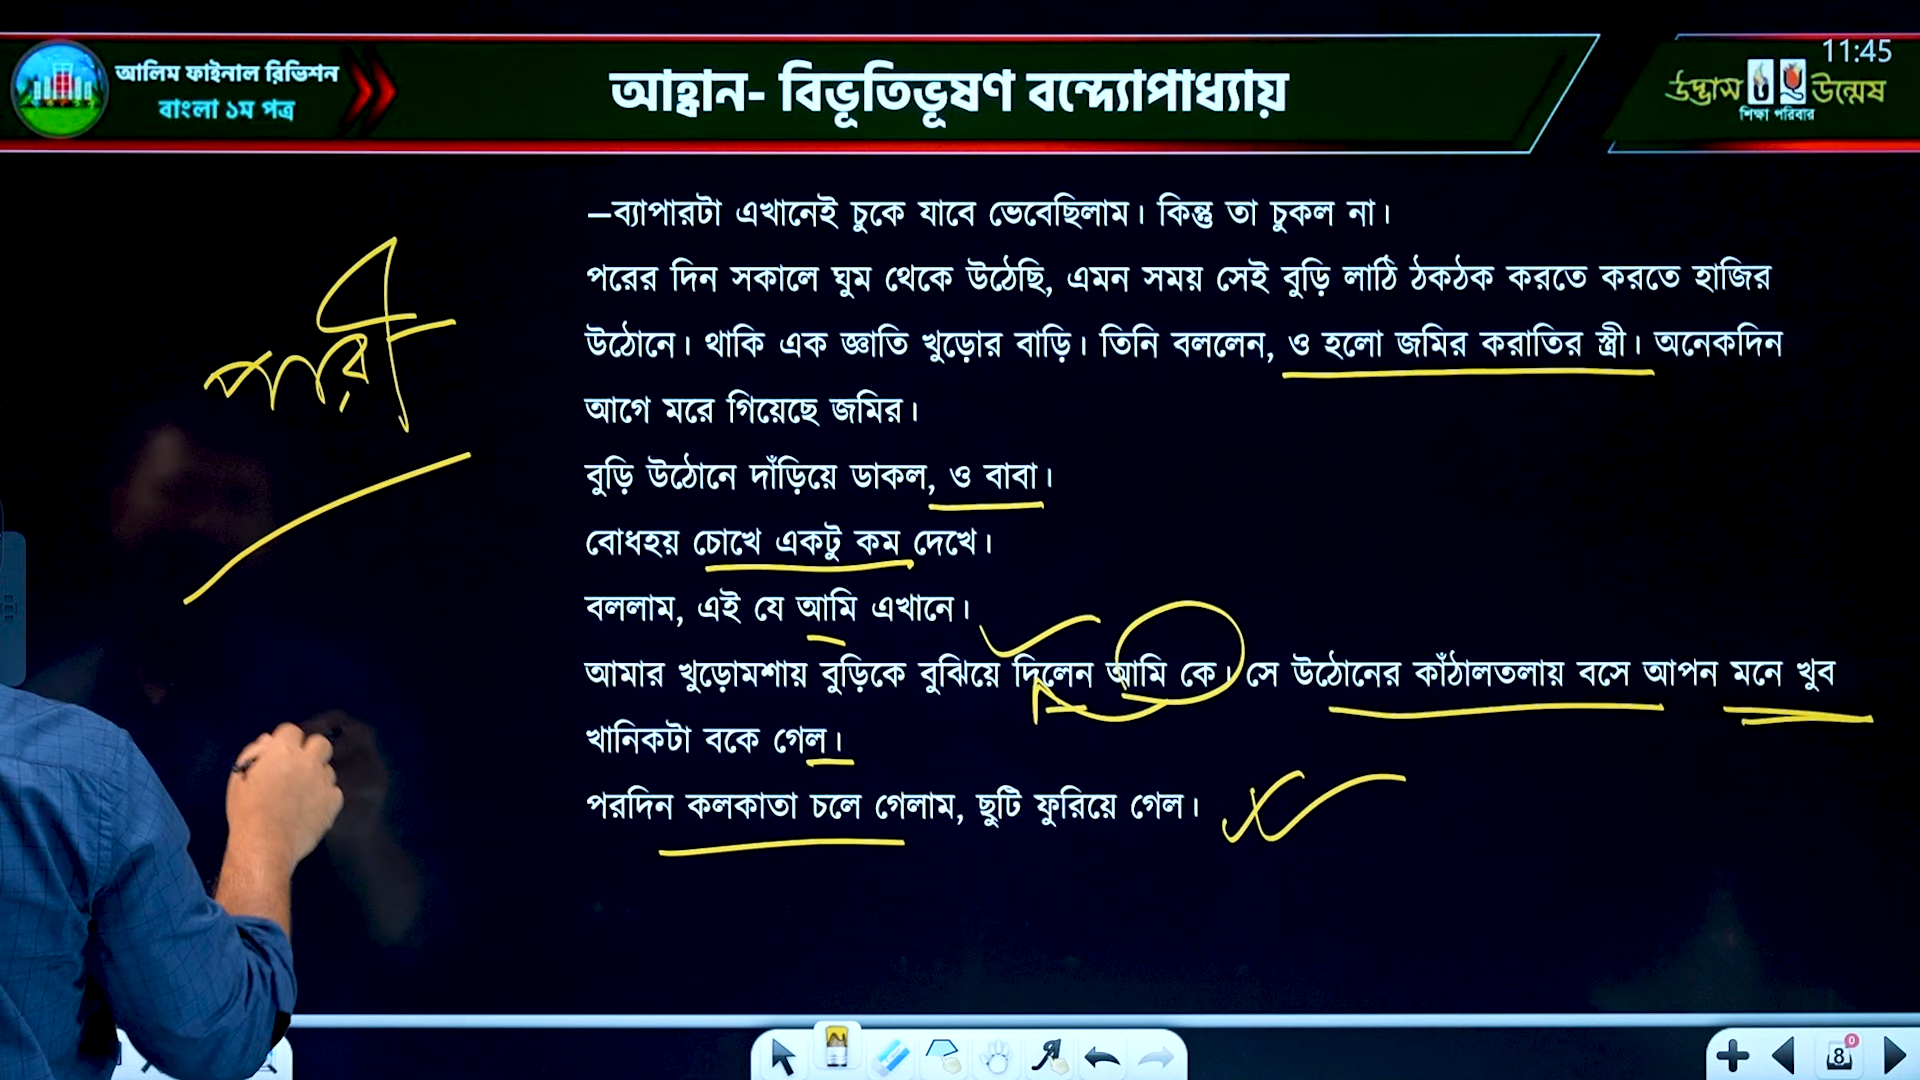 11:45
আলিম ফাইনাল রিভিশন
বাংলা ১ম পত্র
আহ্বান- বিভূতিভূষণ বন্দ্যোপাধ্যায়
উদ্ভাস উন্মেষ
শিক্ষা পরিবার
–ব্যাপারটা এখানেই চুকে যাবে ভেবেছিলাম। কিন্তু তা চুকল না।
পরের দিন সকালে ঘুম থেকে উঠেছি, এমন সময় সেই বুড়ি লাঠি ঠকঠক করতে করতে হাজির
উঠোনে। থাকি এক জ্ঞাতি খুড়োর বাড়ি। তিনি বললেন, ও হলো জমির করাতির স্ত্রী। অনেকদিন
আগে মরে গিয়েছে জমির।
বুড়ি উঠোনে দাঁড়িয়ে ডাকল, ও বাবা।
বোধহয় চোখে একটু কম দেখে।
বললাম, এই যে আমি এখানে।
আমার খুড়োমশায় বুড়িকে বুঝিয়ে দিলেন আমি কে। সে উঠোনের কাঁঠালতলায় বসে আপন মনে খুব
খানিকটা বকে গেল।
পরদিন কলকাতা চলে গেলাম, ছুটি ফুরিয়ে গেল।
8
0